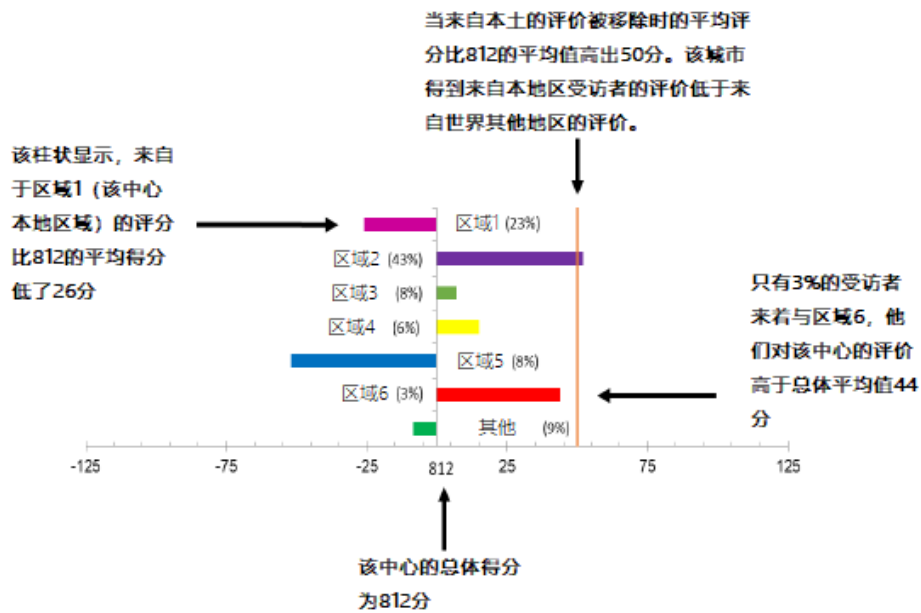 当来自本土的评价被移除时的平均评
分比812的平均值高出50分。该城市
得到来自本地区受访者的评价低于来
自世界其他地区的评价。
该柱状显示，来自
于区域1（该中心
本地区域）的评分
比812的平均得分
低了26分
区域1 (23%)
区域2 (43%)
区域3 (8%)
区域4 (6%)
区域5 (8%)
区域6 (3%)
其他 (9%)
只有3%的受访者
来若与区域6，他
们对该中心的评价
高于总体平均值44
分
-125 -75 -25 812 25 75 125
该中心的总体得分
为812分